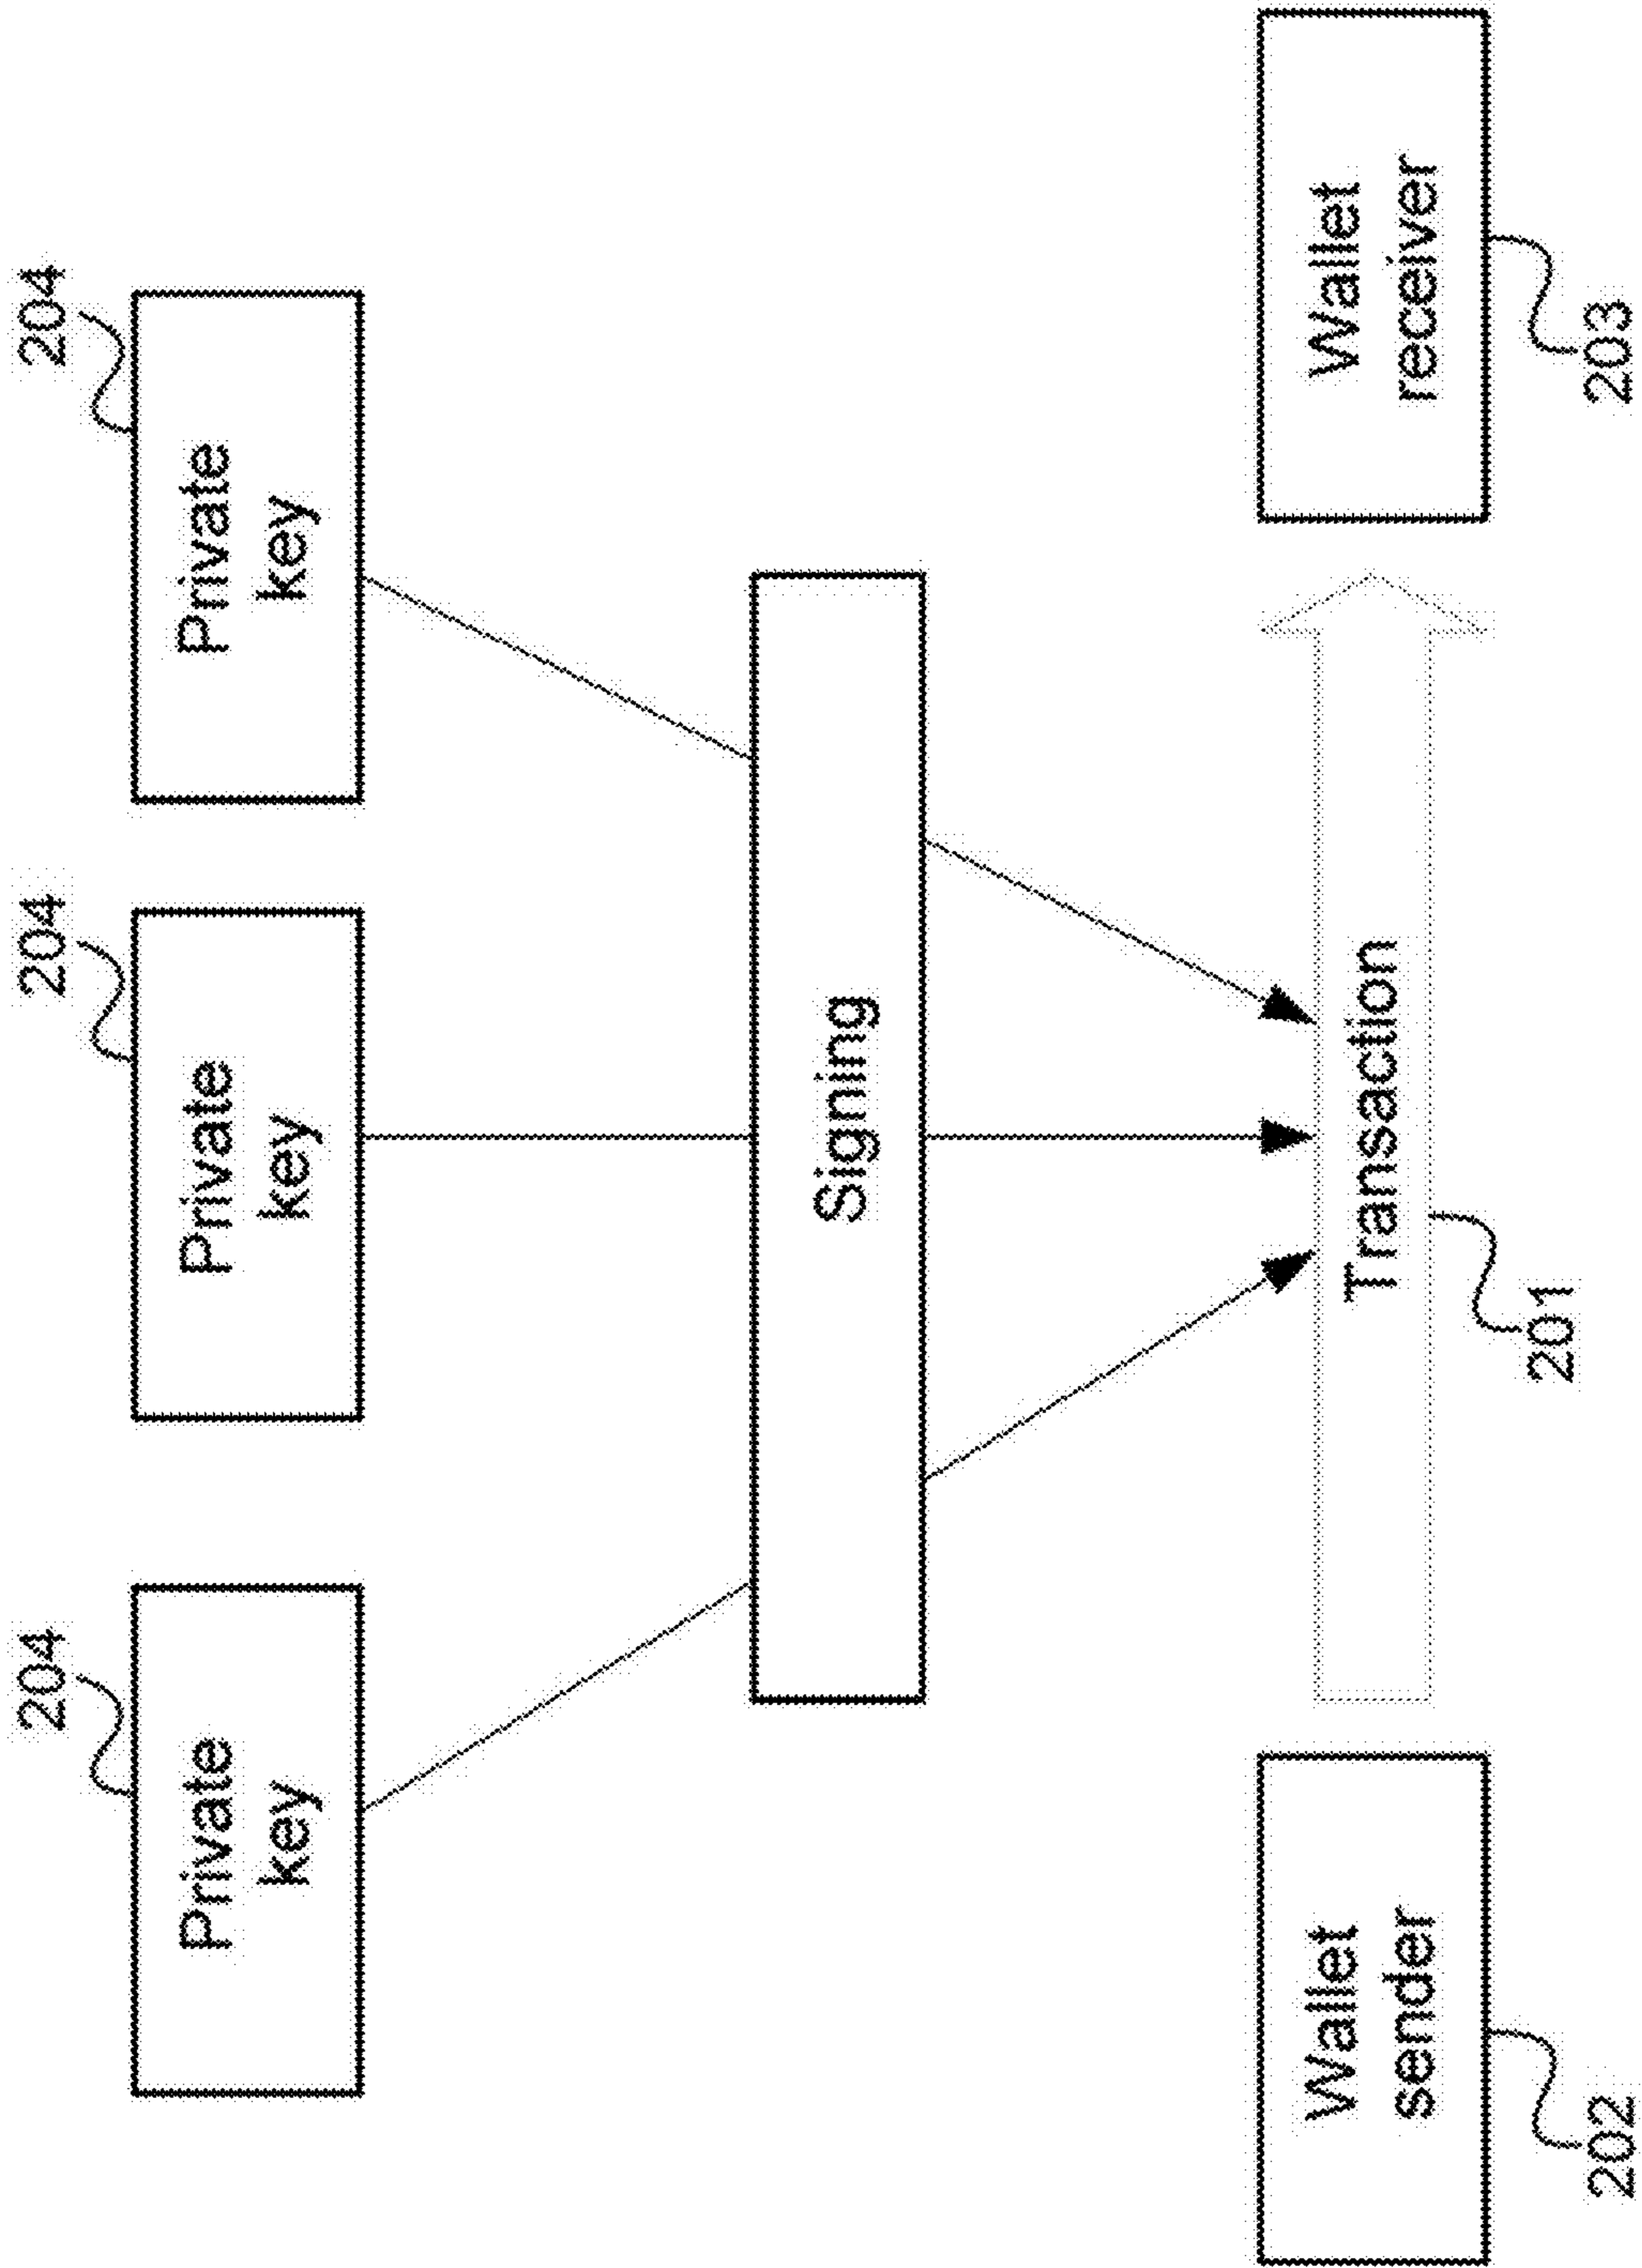 204
204
204
Private
key
Private
key
Private
key
Signing
Transaction
Wallet
sender
Wallet
receiver
202
201
203